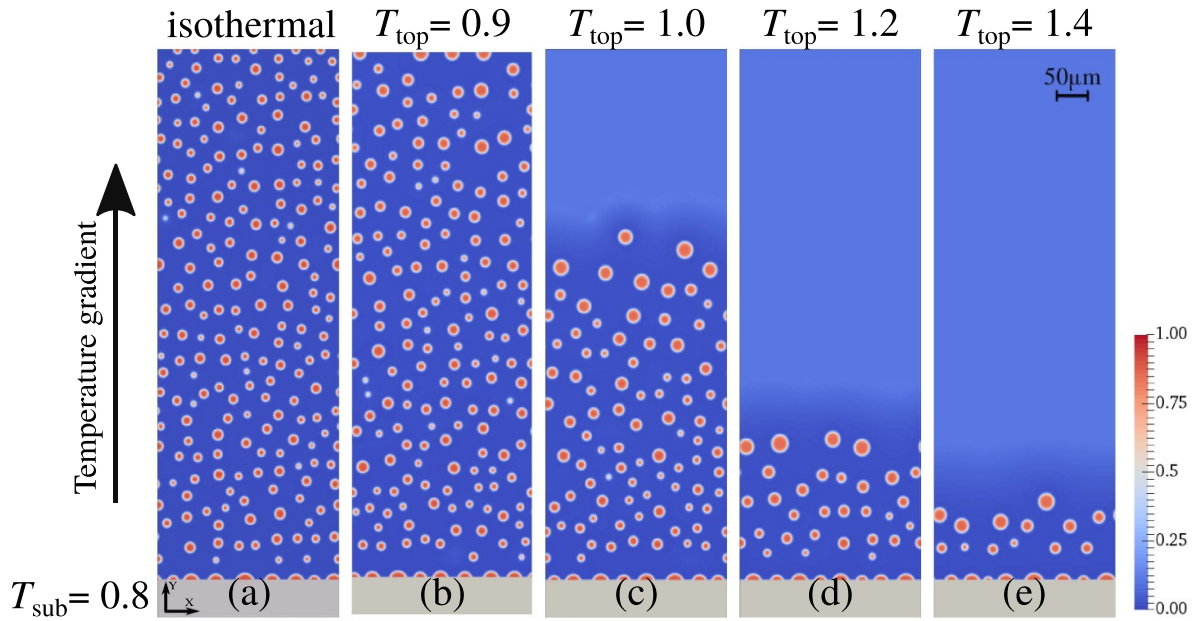 isothermal
T_top= 0.9
T_top= 1.0
T_top= 1.2
T_top= 1.4
50μm
Temperature gradient
1.00
0.75
0.5
0.25
0.00
T_sub= 0.8
Y
X
(a)
(b)
(c)
(d)
(e)